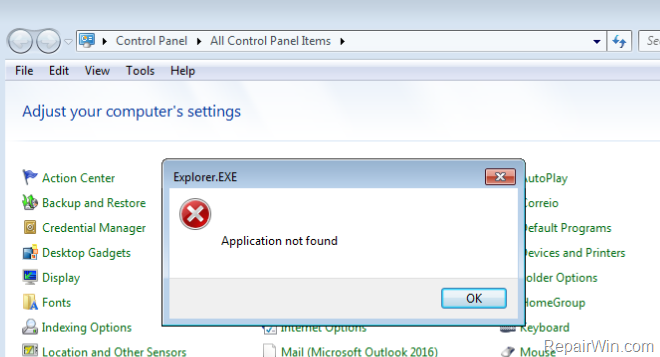 Control Panel All Control Panel Items
File Edit View Tools Help
Adjust your computer's settings
Explorer.EXE
Application not found
OK
Action Center AutoPlay
Backup and Restore Correio
Credential Manager Default Programs
Desktop Gadgets Devices and Printers
Display Folder Options
Fonts HomeGroup
Indexing Options Internet Options Keyboard
Location and Other Sensors Mail (Microsoft Outlook 2016) Mouse
RepairWin.com